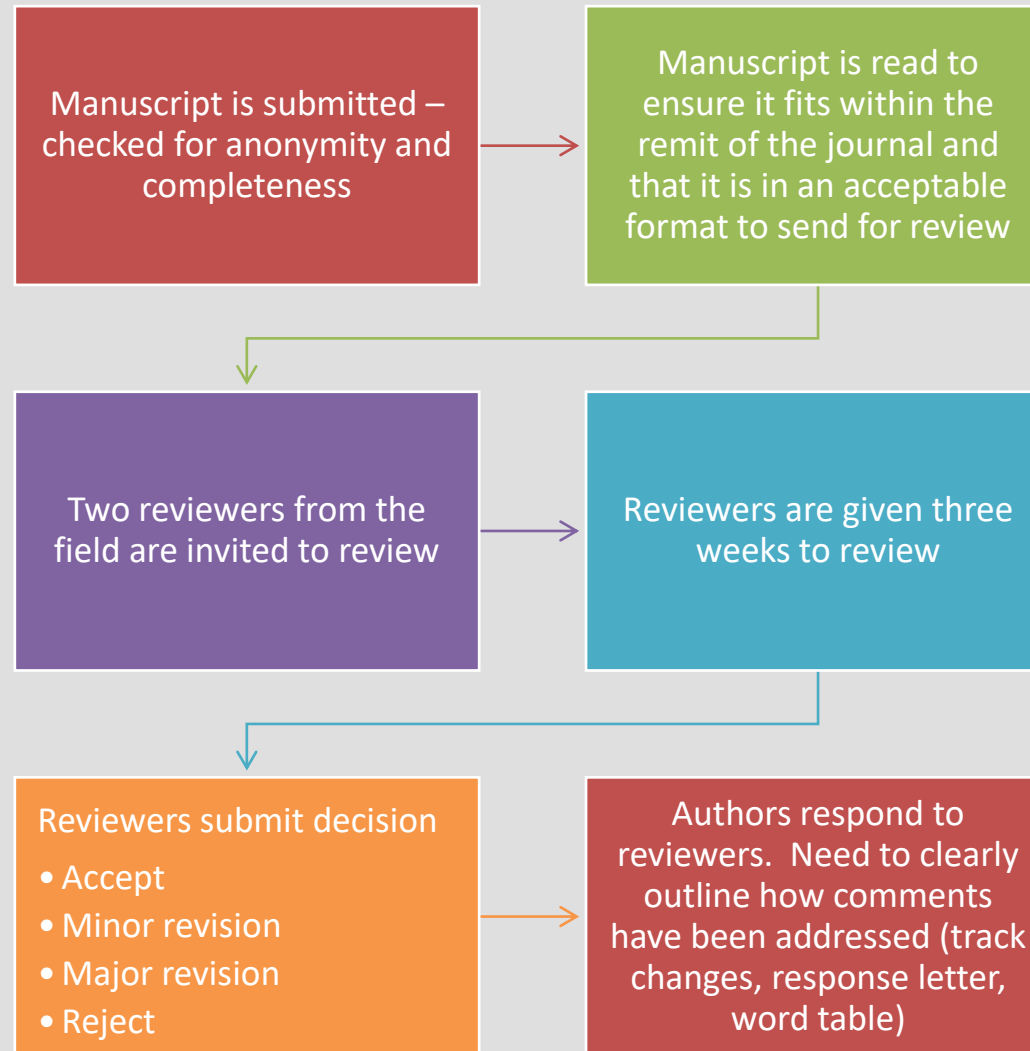 Manuscript is submitted –
checked for anonymity and
completeness
Manuscript is read to
ensure it fits within the
remit of the journal and
that it is in an acceptable
format to send for review
Two reviewers from the
field are invited to review
Reviewers are given three
weeks to review
Reviewers submit decision
• Accept
• Minor revision
• Major revision
• Reject
Authors respond to
reviewers.  Need to clearly
outline how comments
have been addressed (track
changes, response letter,
word table)